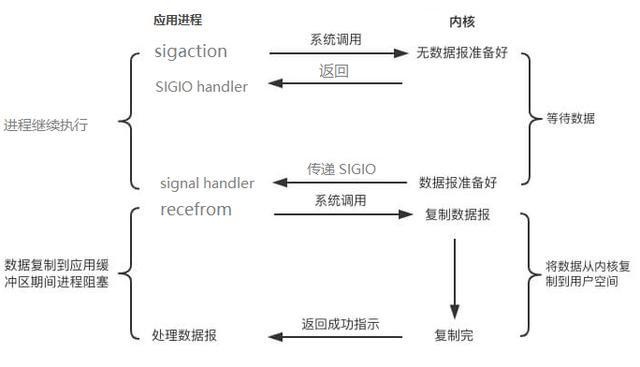 应用进程
内核
sigaction
系统调用
无数据报准备好
SIGIO handler
返回
进程继续执行
等待数据
signal handler
传递 SIGIO
数据报准备好
recefrom
系统调用
复制数据报
数据复制到应用缓
冲区期间进程阻塞
将数据从内核复
制到用户空间
处理数据报
返回成功指示
复制完